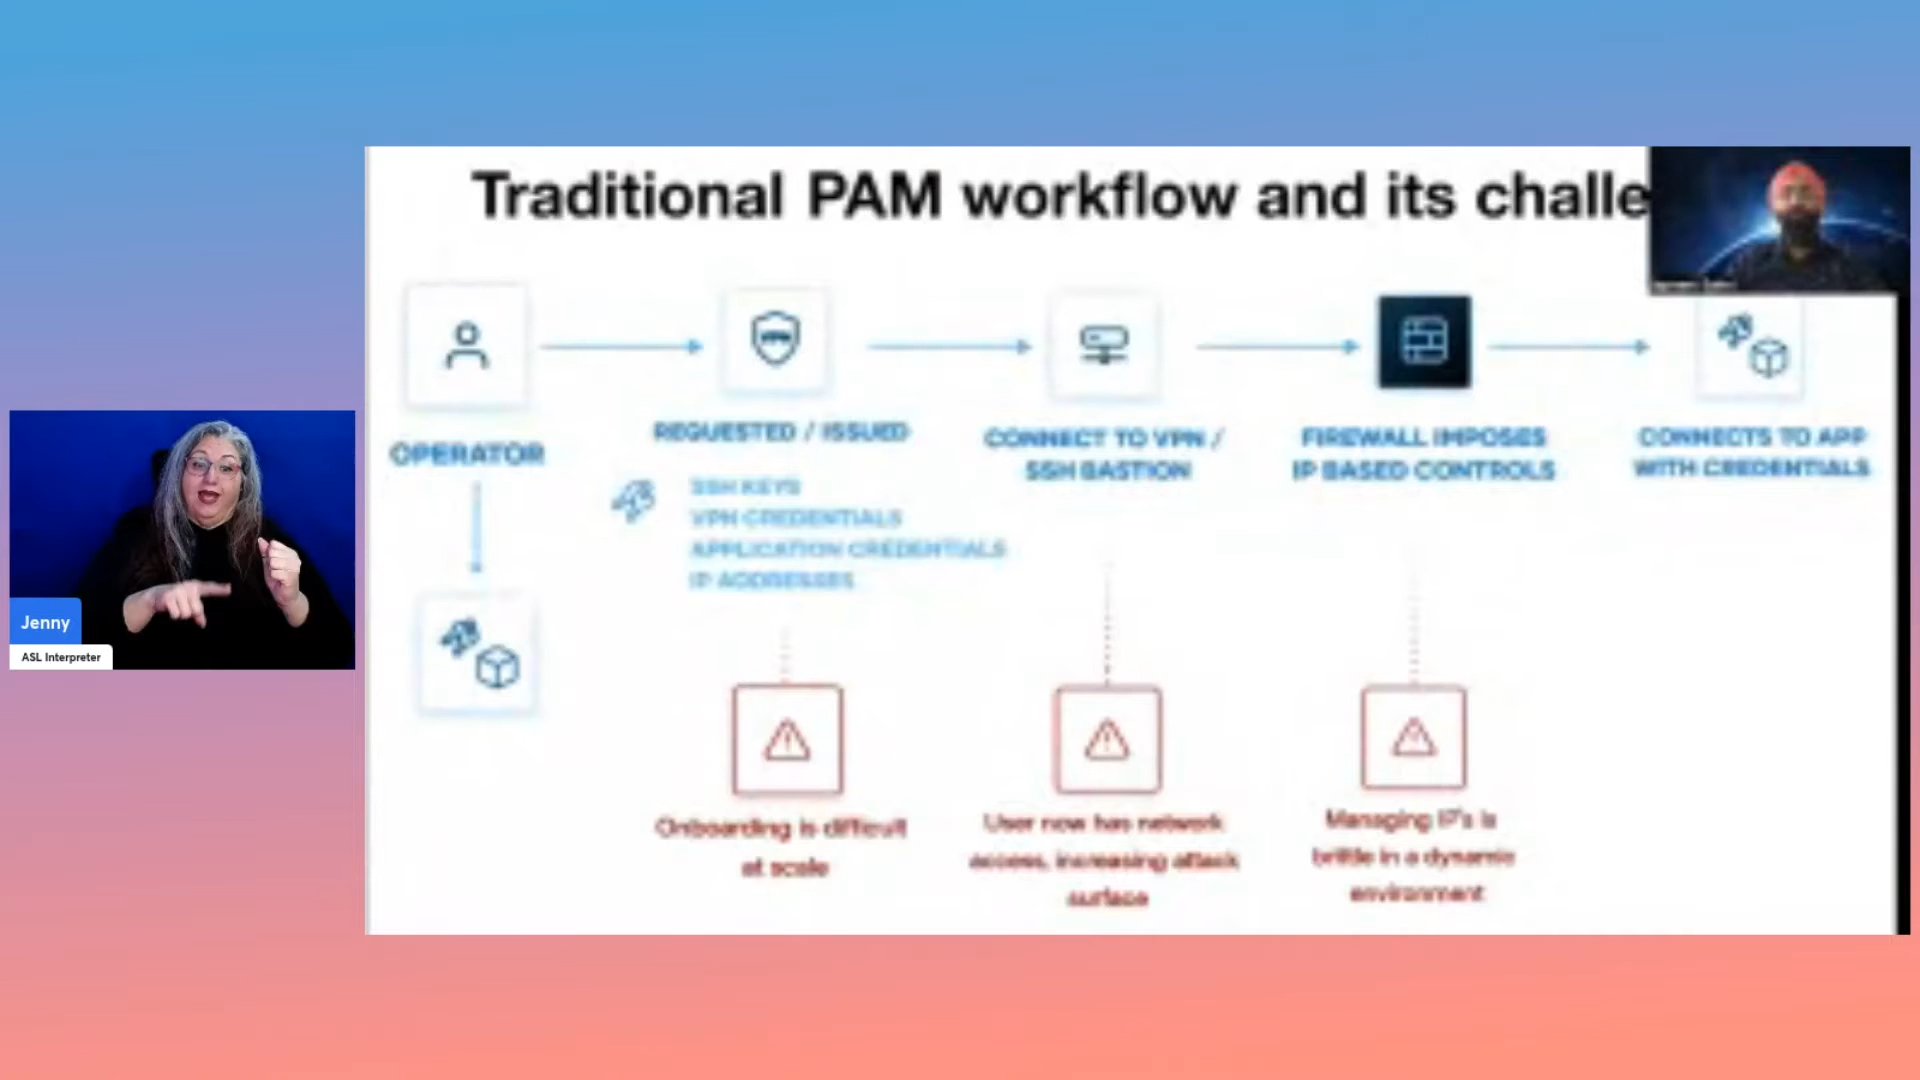 Traditional PAM workflow and its challe
OPERATOR
REQUESTED / ISSUED
SSH KEYS
VPN CREDENTIALS
APPLICATION CREDENTIALS
IP ADDRESSES
CONNECT TO VPN /
SSH BASTION
FIREWALL IMPOSES
IP BASED CONTROLS
CONNECTS TO APP
WITH CREDENTIALS
Onboarding is difficult
at scale
User now has network
access, increasing attack
surface
Managing IP's is
brittle in a dynamic
environment
Jenny
ASL Interpreter